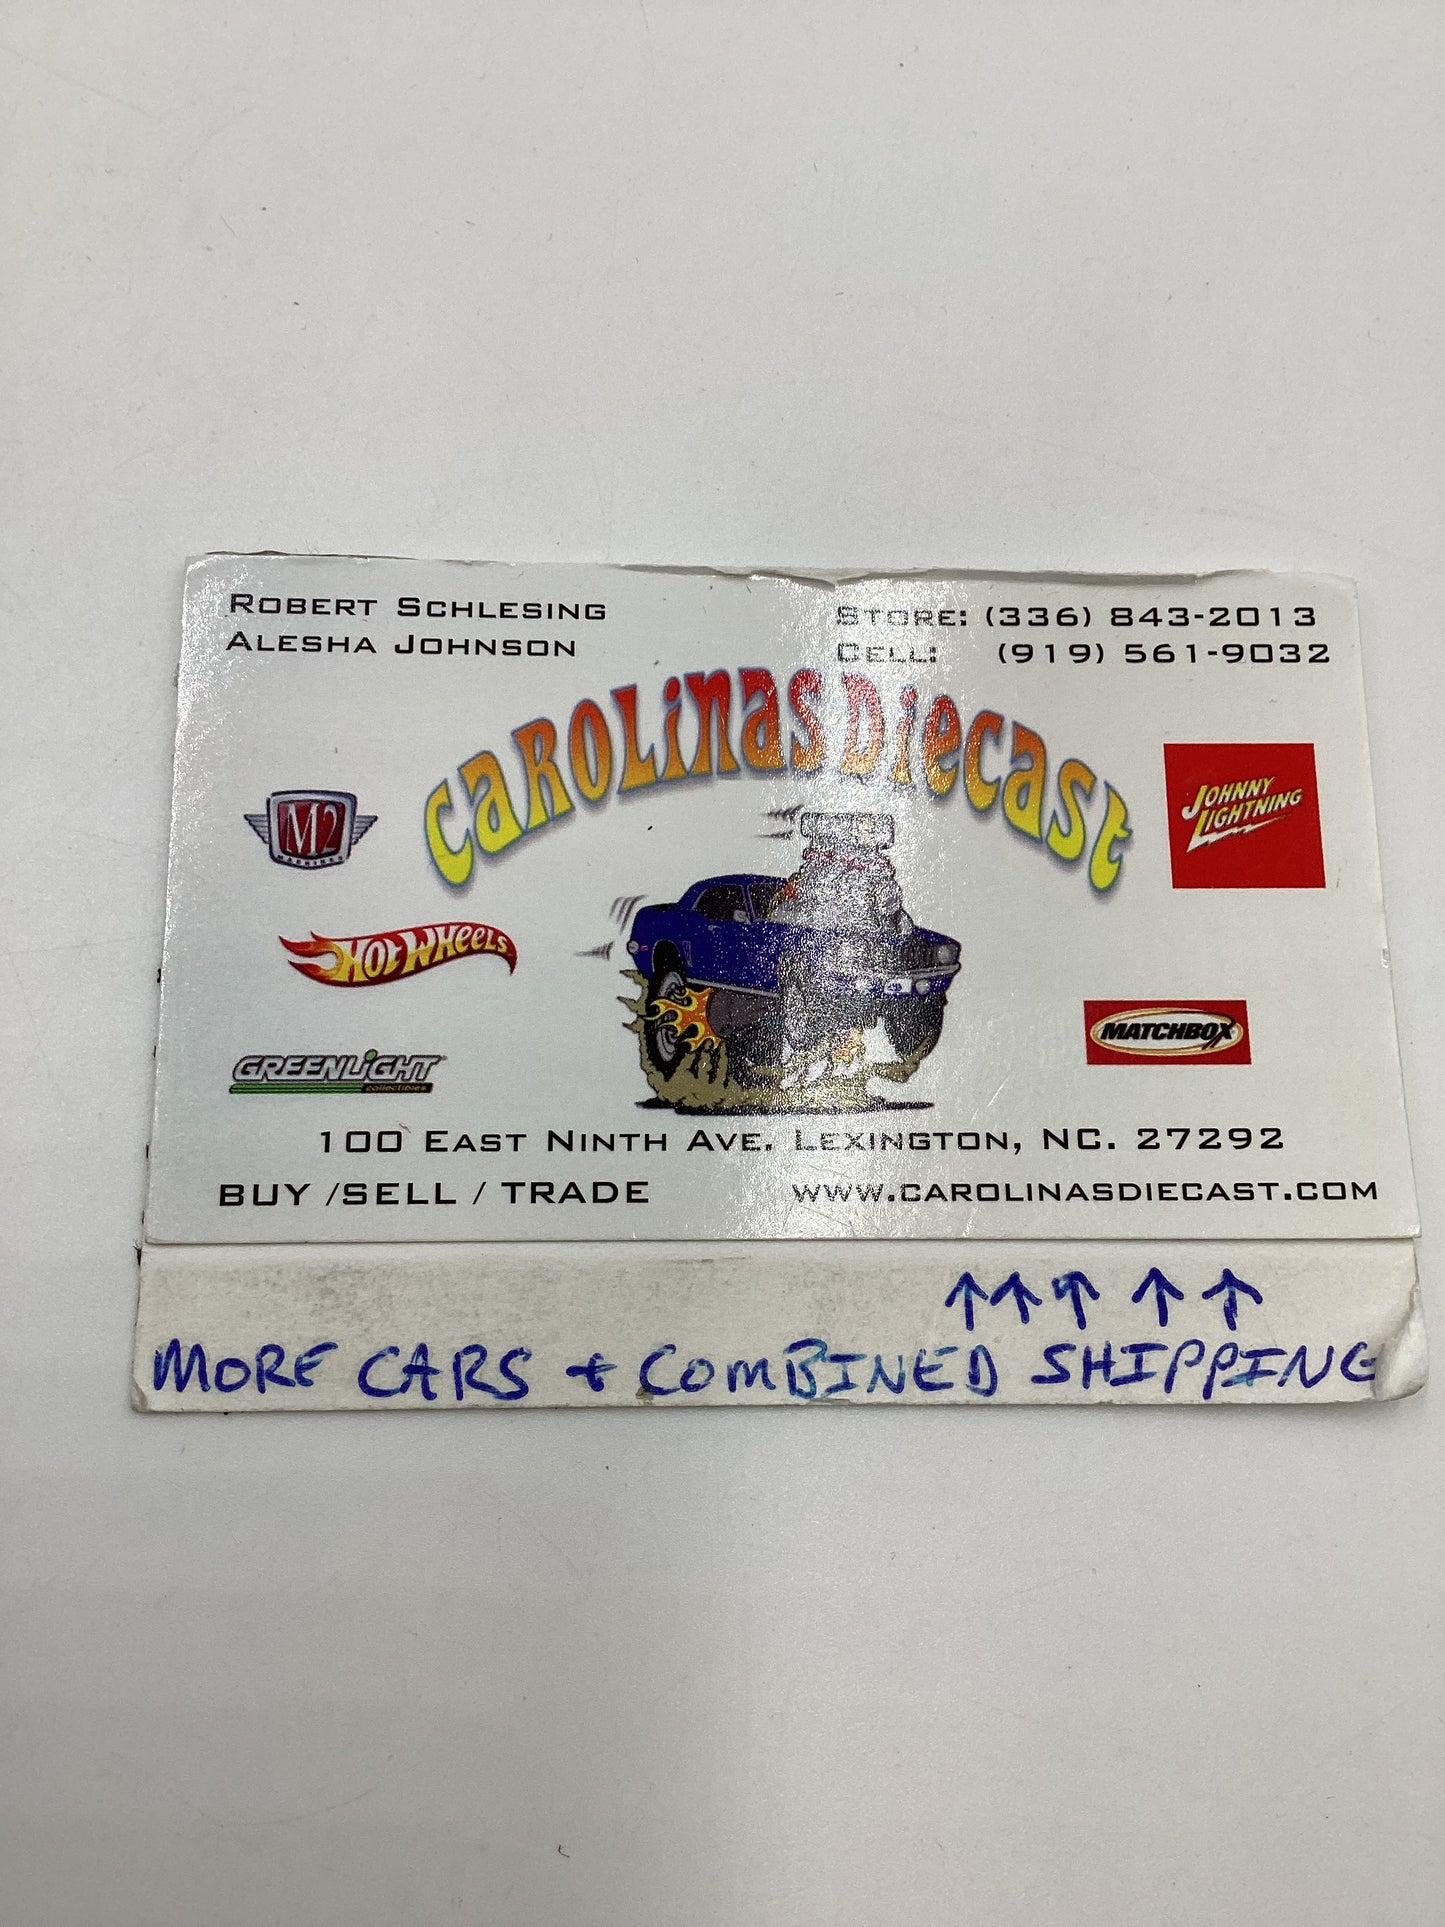 ROBERT SCHLESING
ALESHA JOHNSON
STORE: (336) 843-2013
CELL: (919) 561-9032
CAROLINAS DIECAST
M2
MACHINES
JOHNNY
LIGHTNING
HOT WHEELS
MATCHBOX
GREENLIGHT
collectibles
100 EAST NINTH AVE. LEXINGTON, NC. 27292
BUY /SELL / TRADE
WWW.CAROLINASDIECAST.COM
↑↑↑↑↑
MORE CARS + COMBINED SHIPPING